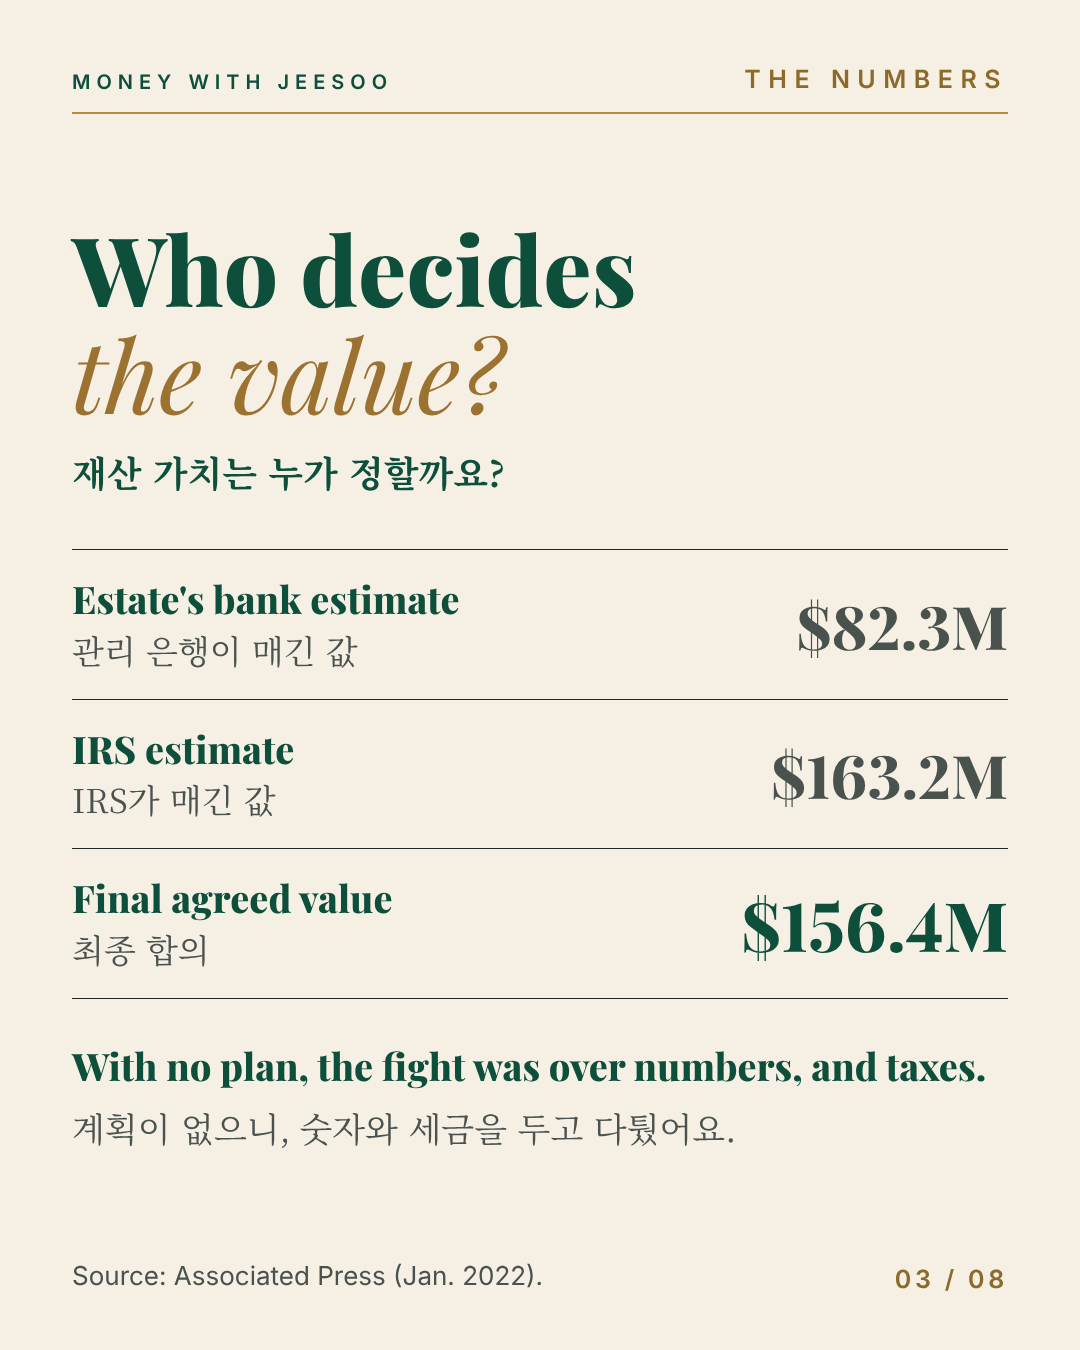 MONEY WITH JEESOO
THE NUMBERS
Who decides
the value?
재산 가치는 누가 정할까요?
Estate's bank estimate
관리 은행이 매긴 값
$82.3M
IRS estimate
IRS가 매긴 값
$163.2M
Final agreed value
최종 합의
$156.4M
With no plan, the fight was over numbers, and taxes.
계획이 없으니, 숫자와 세금을 두고 다퉜어요.
Source: Associated Press (Jan. 2022).
03 / 08